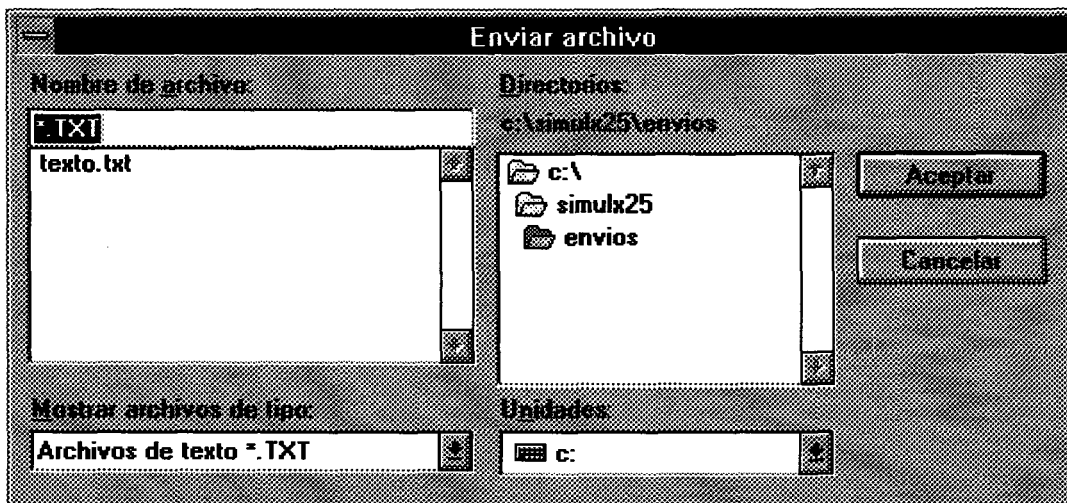 Enviar archivo
Nombre de archivo:
*.TXT
texto.txt
Mostrar archivos de tipo:
Archivos de texto *.TXT
Directorios:
c:\simulx25\envios
c:\
simulx25
envios
Unidades:
c:
Aceptar
Cancelar